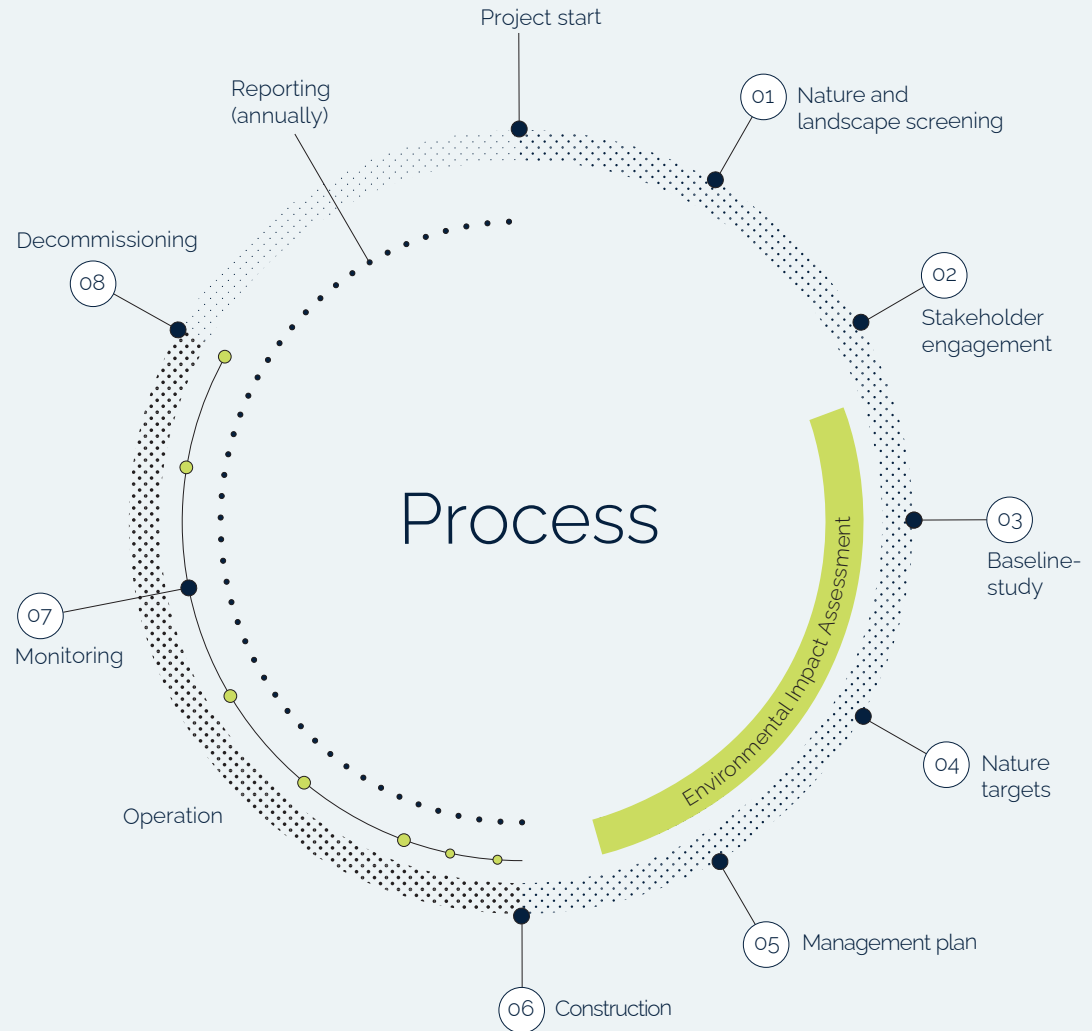 Project start
01
Nature and
landscape screening
02
Stakeholder
engagement
03
Baseline-
study
04
Nature
targets
05
Management plan
06
Construction
Operation
07
Monitoring
08
Decommissioning
Reporting
(annually)
Environmental Impact Assessment
Process